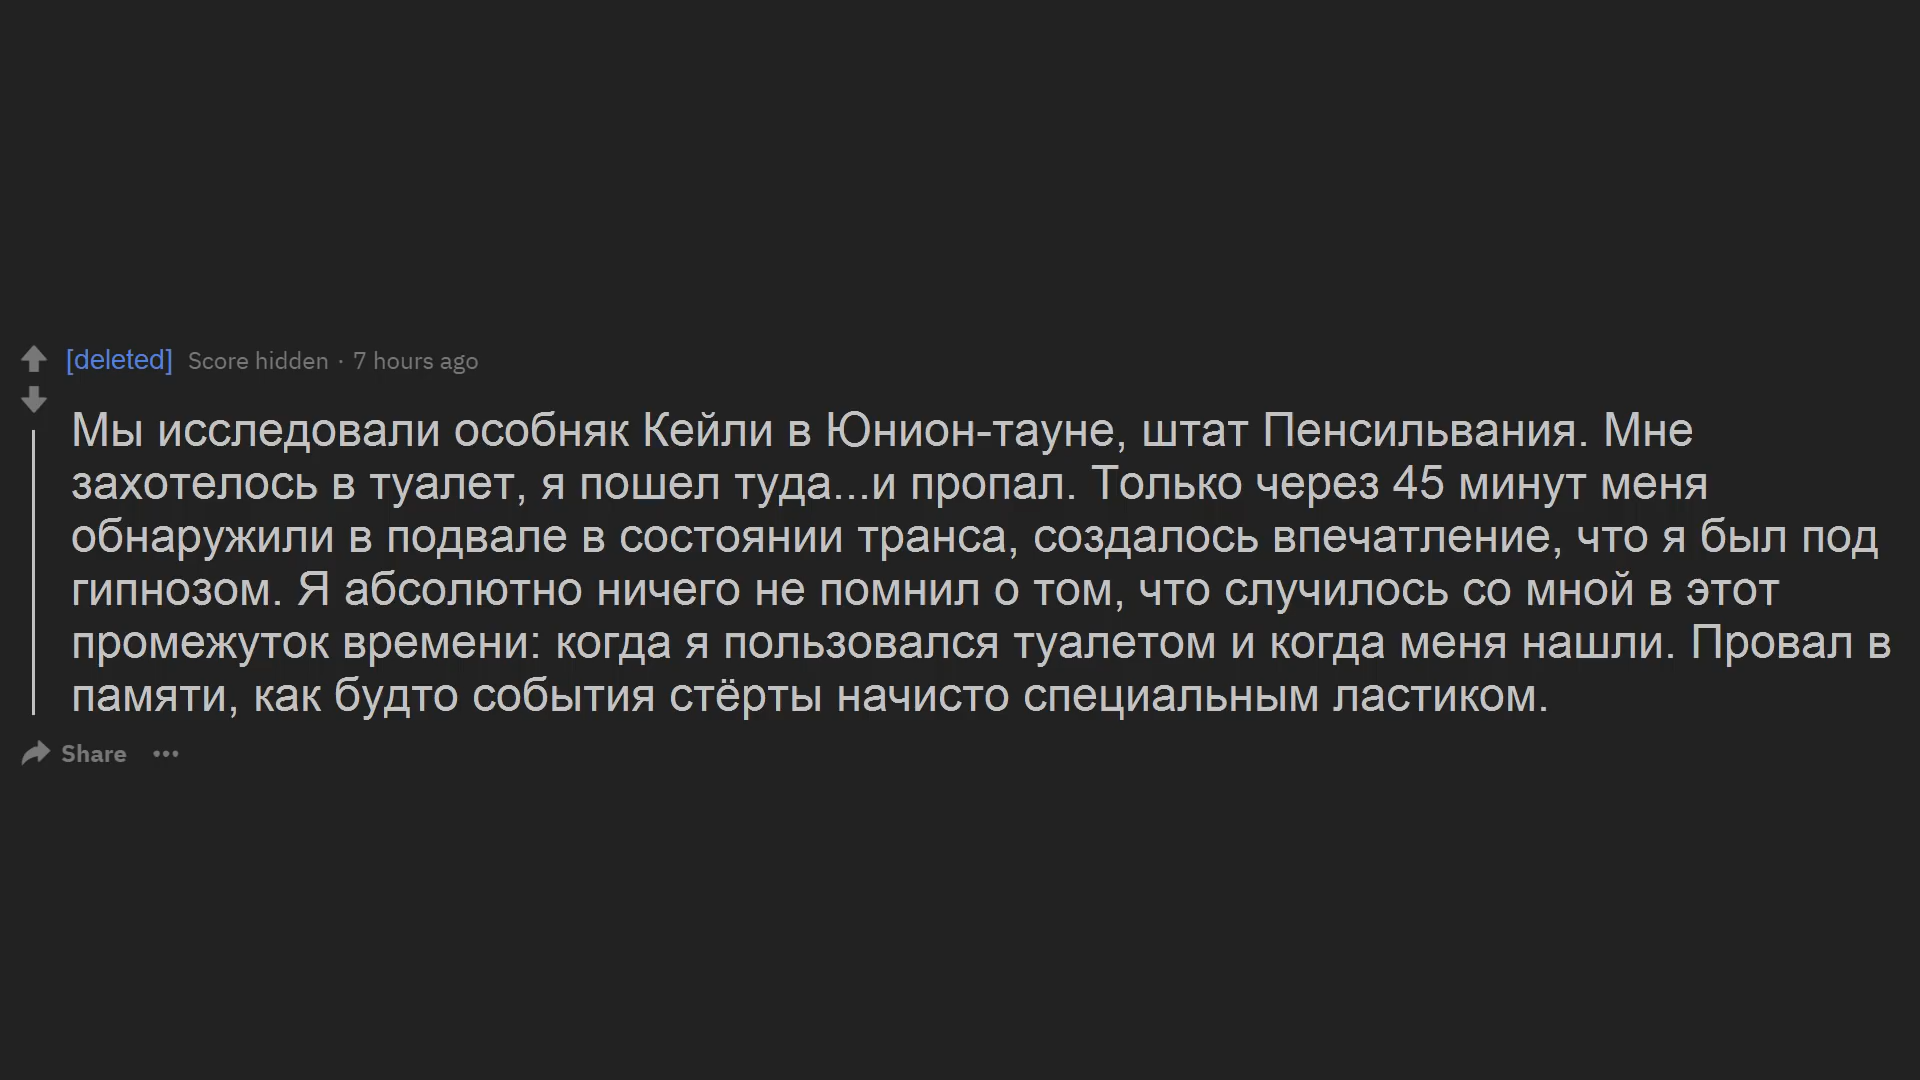 [deleted] Score hidden · 7 hours ago
Мы исследовали особняк Кейли в Юнион-тауне, штат Пенсильвания. Мне
захотелось в туалет, я пошел туда...и пропал. Только через 45 минут меня
обнаружили в подвале в состоянии транса, создалось впечатление, что я был под
гипнозом. Я абсолютно ничего не помнил о том, что случилось со мной в этот
промежуток времени: когда я пользовался туалетом и когда меня нашли. Провал в
памяти, как будто события стёрты начисто специальным ластиком.
Share ···